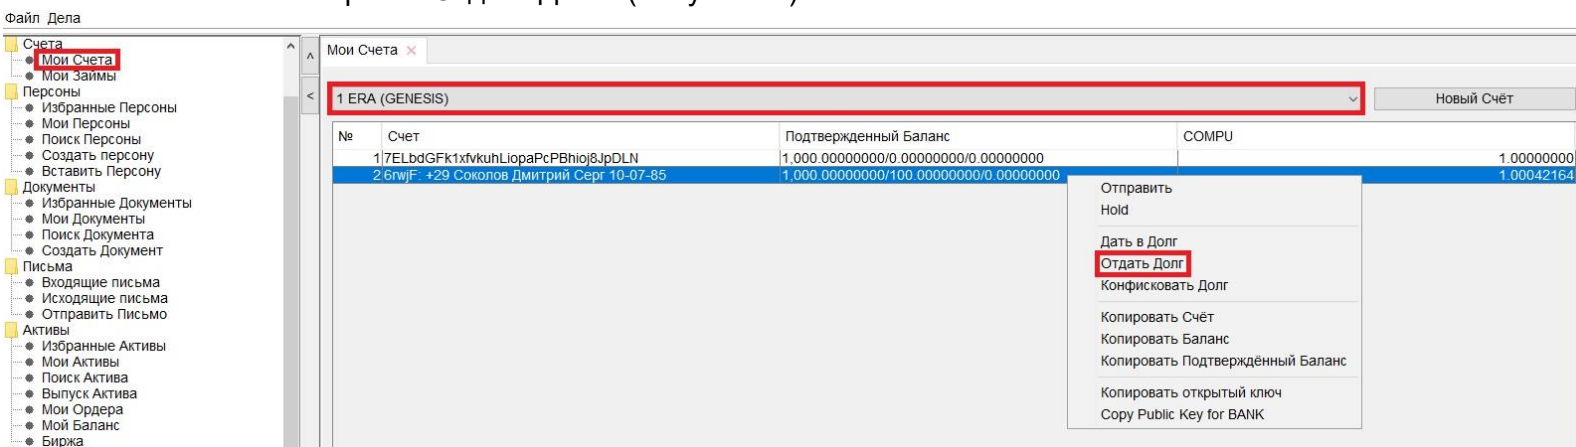 Файл Дела
Счета
Мои Счета
Мои Займы
Персоны
Избранные Персоны
Мои Персоны
Поиск Персоны
Создать персону
Вставить Персону
Документы
Избранные Документы
Мои Документы
Поиск Документа
Создать Документ
Письма
Входящие письма
Исходящие письма
Отправить Письмо
Активы
Избранные Активы
Мои Активы
Поиск Актива
Выпуск Актива
Мои Ордера
Мой Баланс
Биржа
Мои Счета ×
1 ERA (GENESIS)
Новый Счёт
№ Счет Подтвержденный Баланс COMPU
1 7ELbdGFk1xfvkuhLiopaPcPBhioj8JpDLN 1,000.00000000/0.00000000/0.00000000 1.00000000
2 6rwjF: +29 Соколов Дмитрий Серг 10-07-85 1,000.00000000/100.00000000/0.00000000 1.00042164
Отправить
Hold
Дать в Долг
Отдать Долг
Конфисковать Долг
Копировать Счёт
Копировать Баланс
Копировать Подтверждённый Баланс
Копировать открытый ключ
Copy Public Key for BANK